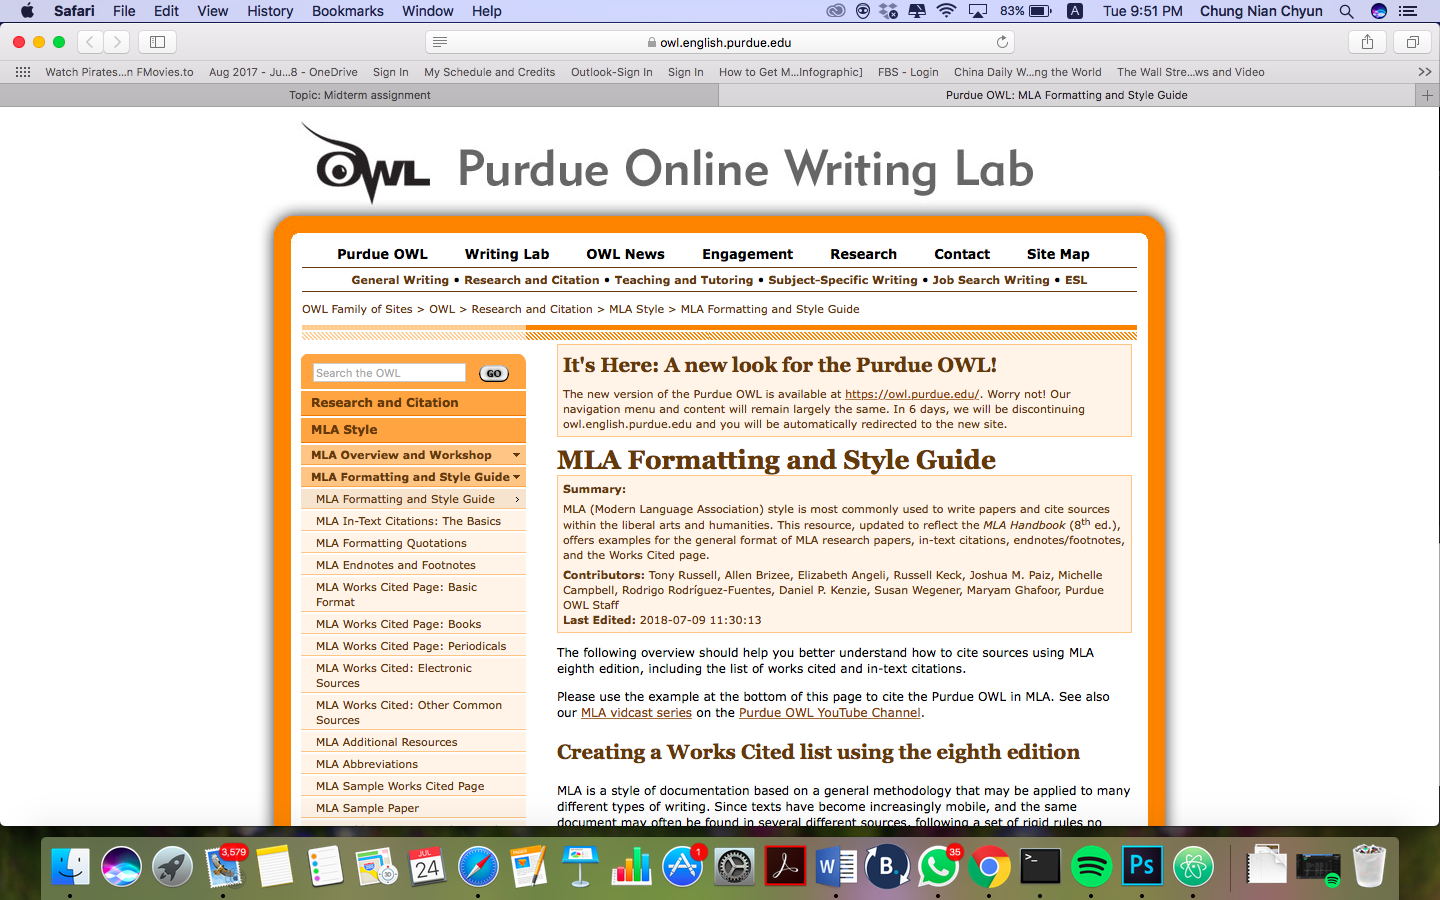 Safari File Edit View History Bookmarks Window Help 83% A Tue 9:51 PM Chung Nian Chyun
owl.english.purdue.edu
Watch Pirates...n FMovies.to Aug 2017 - Ju...8 - OneDrive Sign In My Schedule and Credits Outlook-Sign In Sign In How to Get M...Infographic] FBS - Login China Daily W...ng the World The Wall Stre...ws and Video
Topic: Midterm assignment Purdue OWL: MLA Formatting and Style Guide
OWL Purdue Online Writing Lab
Purdue OWL Writing Lab OWL News Engagement Research Contact Site Map
General Writing • Research and Citation • Teaching and Tutoring • Subject-Specific Writing • Job Search Writing • ESL
OWL Family of Sites > OWL > Research and Citation > MLA Style > MLA Formatting and Style Guide
Search the OWL GO
Research and Citation
MLA Style
MLA Overview and Workshop
MLA Formatting and Style Guide
MLA Formatting and Style Guide
MLA In-Text Citations: The Basics
MLA Formatting Quotations
MLA Endnotes and Footnotes
MLA Works Cited Page: Basic
Format
MLA Works Cited Page: Books
MLA Works Cited Page: Periodicals
MLA Works Cited: Electronic
Sources
MLA Works Cited: Other Common
Sources
MLA Additional Resources
MLA Abbreviations
MLA Sample Works Cited Page
MLA Sample Paper
It's Here: A new look for the Purdue OWL!
The new version of the Purdue OWL is available at https://owl.purdue.edu/. Worry not! Our
navigation menu and content will remain largely the same. In 6 days, we will be discontinuing
owl.english.purdue.edu and you will be automatically redirected to the new site.
MLA Formatting and Style Guide
Summary:
MLA (Modern Language Association) style is most commonly used to write papers and cite sources
within the liberal arts and humanities. This resource, updated to reflect the MLA Handbook (8th ed.),
offers examples for the general format of MLA research papers, in-text citations, endnotes/footnotes,
and the Works Cited page.
Contributors: Tony Russell, Allen Brizee, Elizabeth Angeli, Russell Keck, Joshua M. Paiz, Michelle
Campbell, Rodrigo Rodríguez-Fuentes, Daniel P. Kenzie, Susan Wegener, Maryam Ghafoor, Purdue
OWL Staff
Last Edited: 2018-07-09 11:30:13
The following overview should help you better understand how to cite sources using MLA
eighth edition, including the list of works cited and in-text citations.
Please use the example at the bottom of this page to cite the Purdue OWL in MLA. See also
our MLA vidcast series on the Purdue OWL YouTube Channel.
Creating a Works Cited list using the eighth edition
MLA is a style of documentation based on a general methodology that may be applied to many
different types of writing. Since texts have become increasingly mobile, and the same
document may often be found in several different sources, following a set of rigid rules no
3,579 JUL 24 PAGES 3D 1 W B. 35 >_ Ps